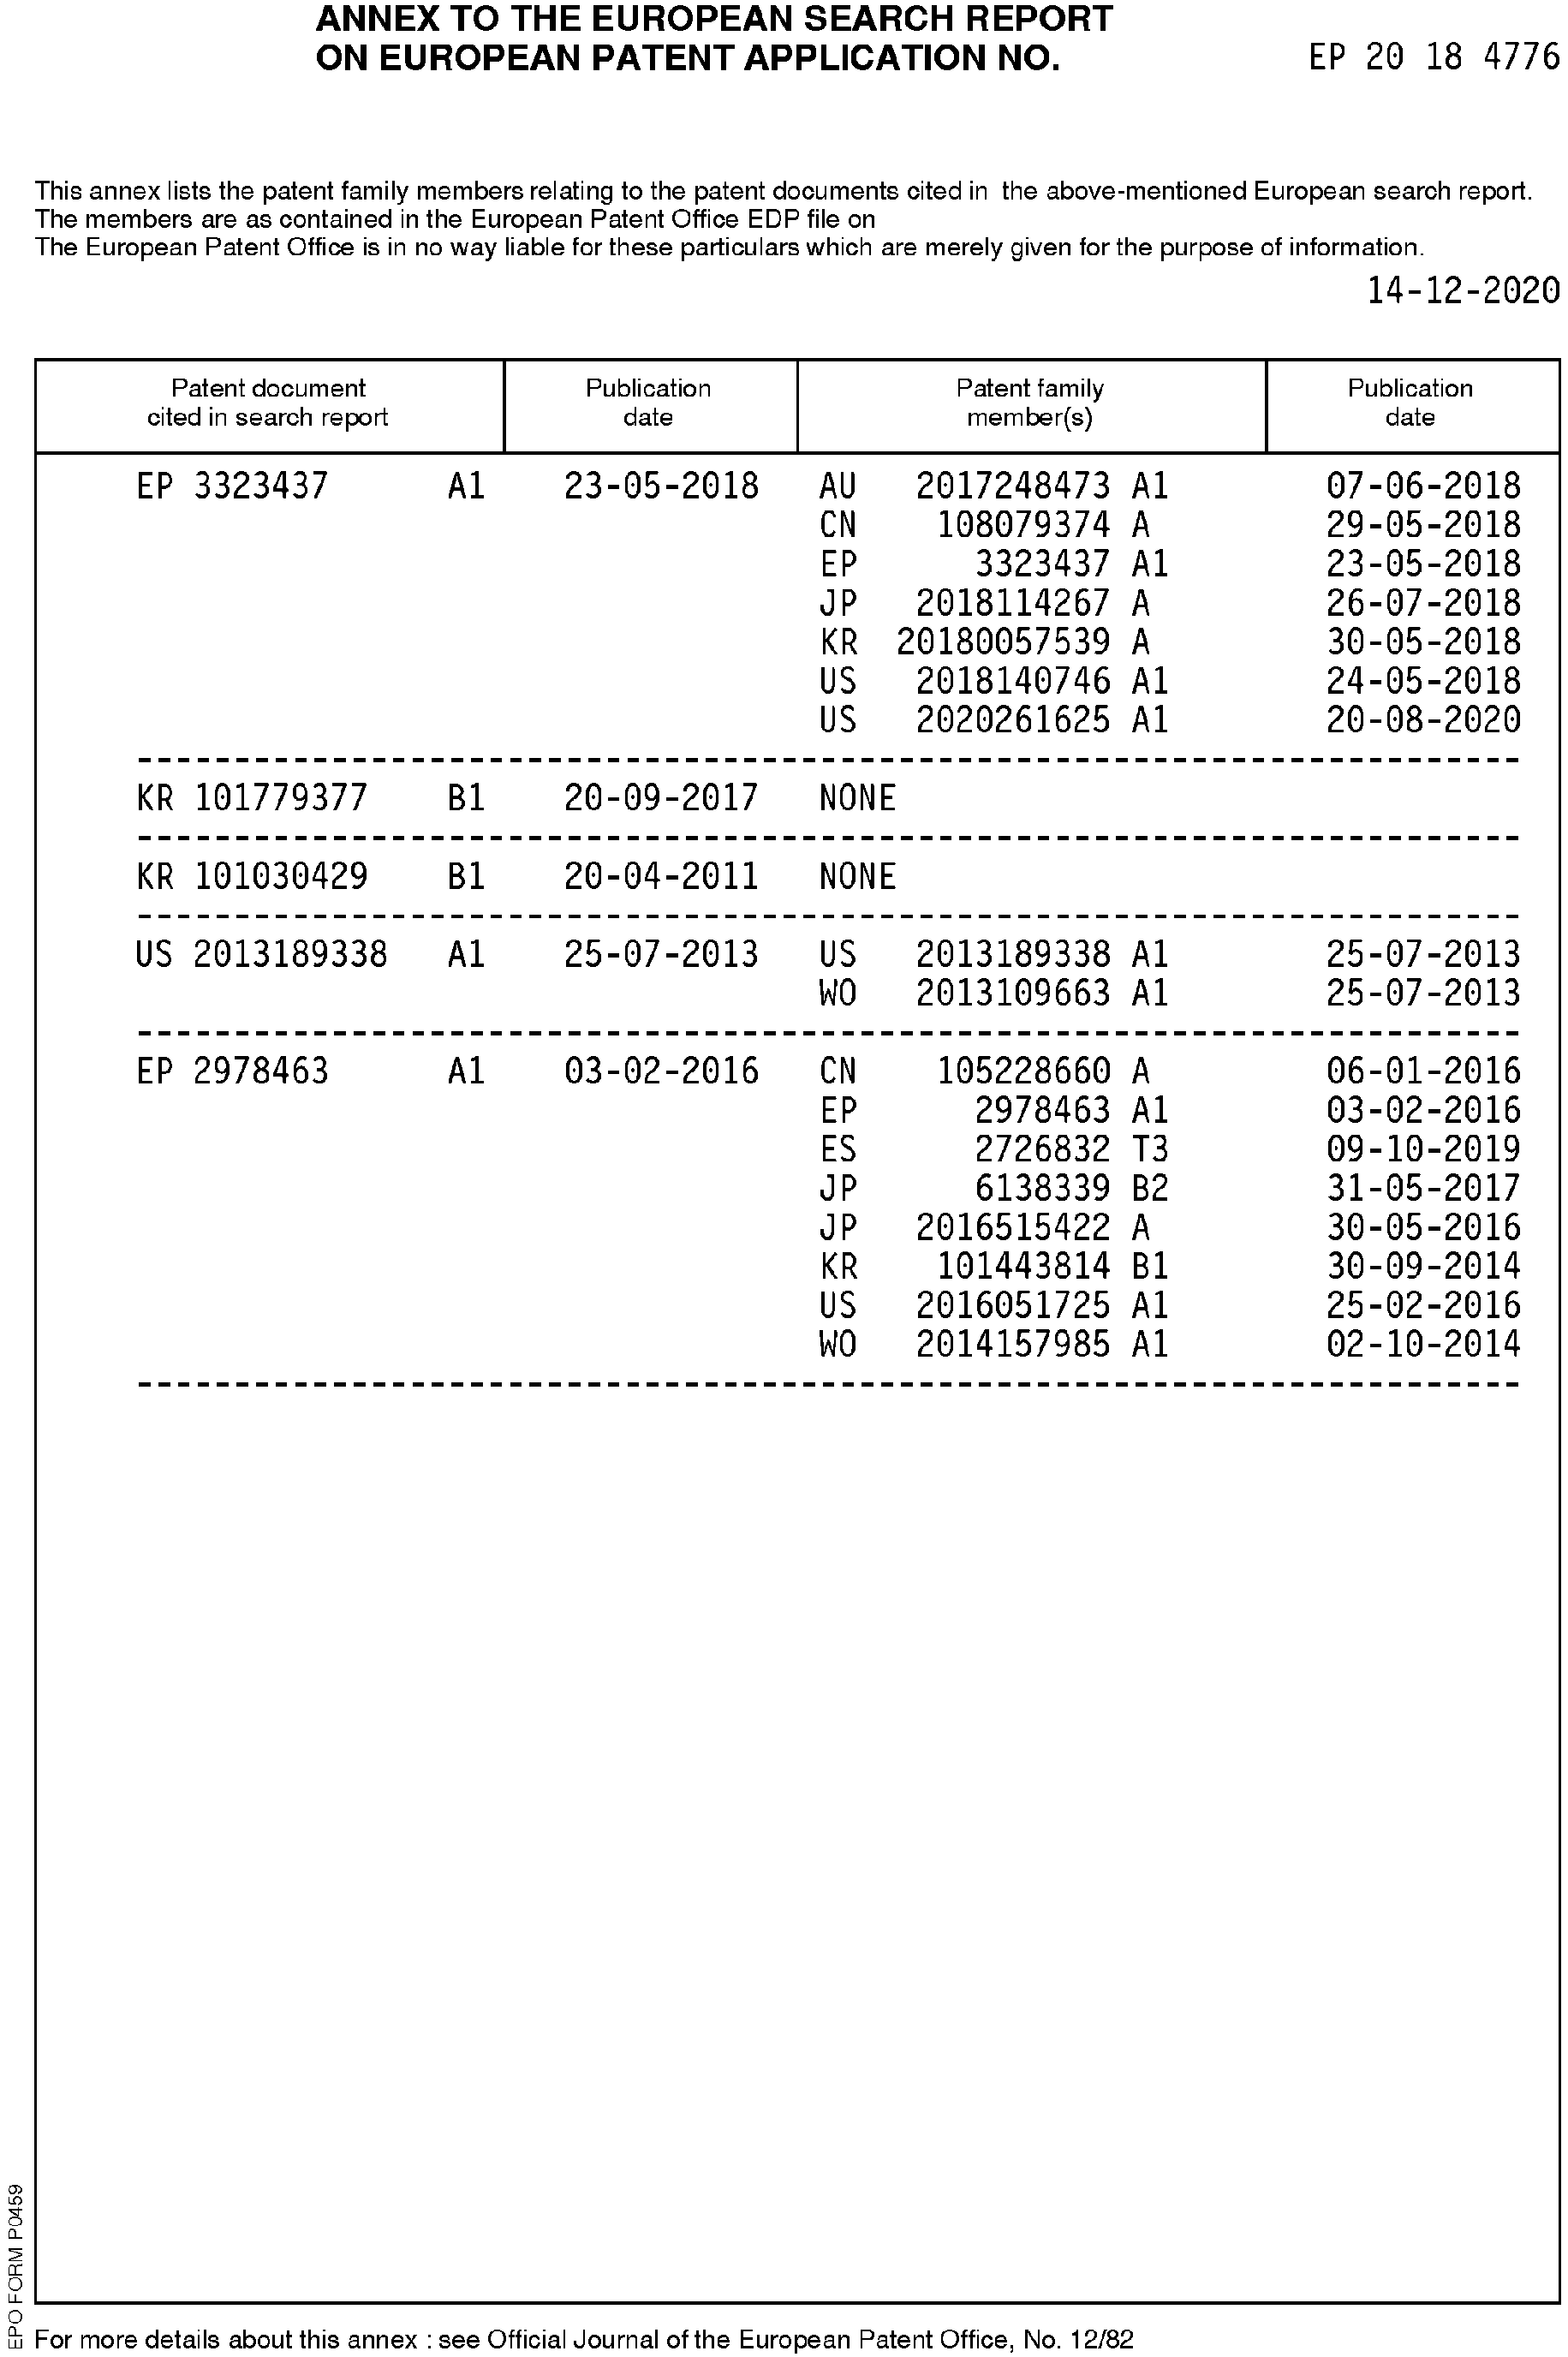 ANNEX TO THE EUROPEAN SEARCH REPORT
ON EUROPEAN PATENT APPLICATION NO. EP 20 18 4776
This annex lists the patent family members relating to the patent documents cited in the above-mentioned European search report.
The members are as contained in the European Patent Office EDP file on
The European Patent Office is in no way liable for these particulars which are merely given for the purpose of information.
14-12-2020
Patent document Publication Patent family Publication
cited in search report date member(s) date
EP 3323437 A1 23-05-2018 AU 2017248473 A1 07-06-2018
CN 108079374 A 29-05-2018
EP 3323437 A1 23-05-2018
JP 2018114267 A 26-07-2018
KR 20180057539 A 30-05-2018
US 2018140746 A1 24-05-2018
US 2020261625 A1 20-08-2020
KR 101779377 B1 20-09-2017 NONE
KR 101030429 B1 20-04-2011 NONE
US 2013189338 A1 25-07-2013 US 2013189338 A1 25-07-2013
WO 2013109663 A1 25-07-2013
EP 2978463 A1 03-02-2016 CN 105228660 A 06-01-2016
EP 2978463 A1 03-02-2016
ES 2726832 T3 09-10-2019
JP 6138339 B2 31-05-2017
JP 2016515422 A 30-05-2016
KR 101443814 B1 30-09-2014
US 2016051725 A1 25-02-2016
WO 2014157985 A1 02-10-2014
EPO FORM P0459
For more details about this annex : see Official Journal of the European Patent Office, No. 12/82